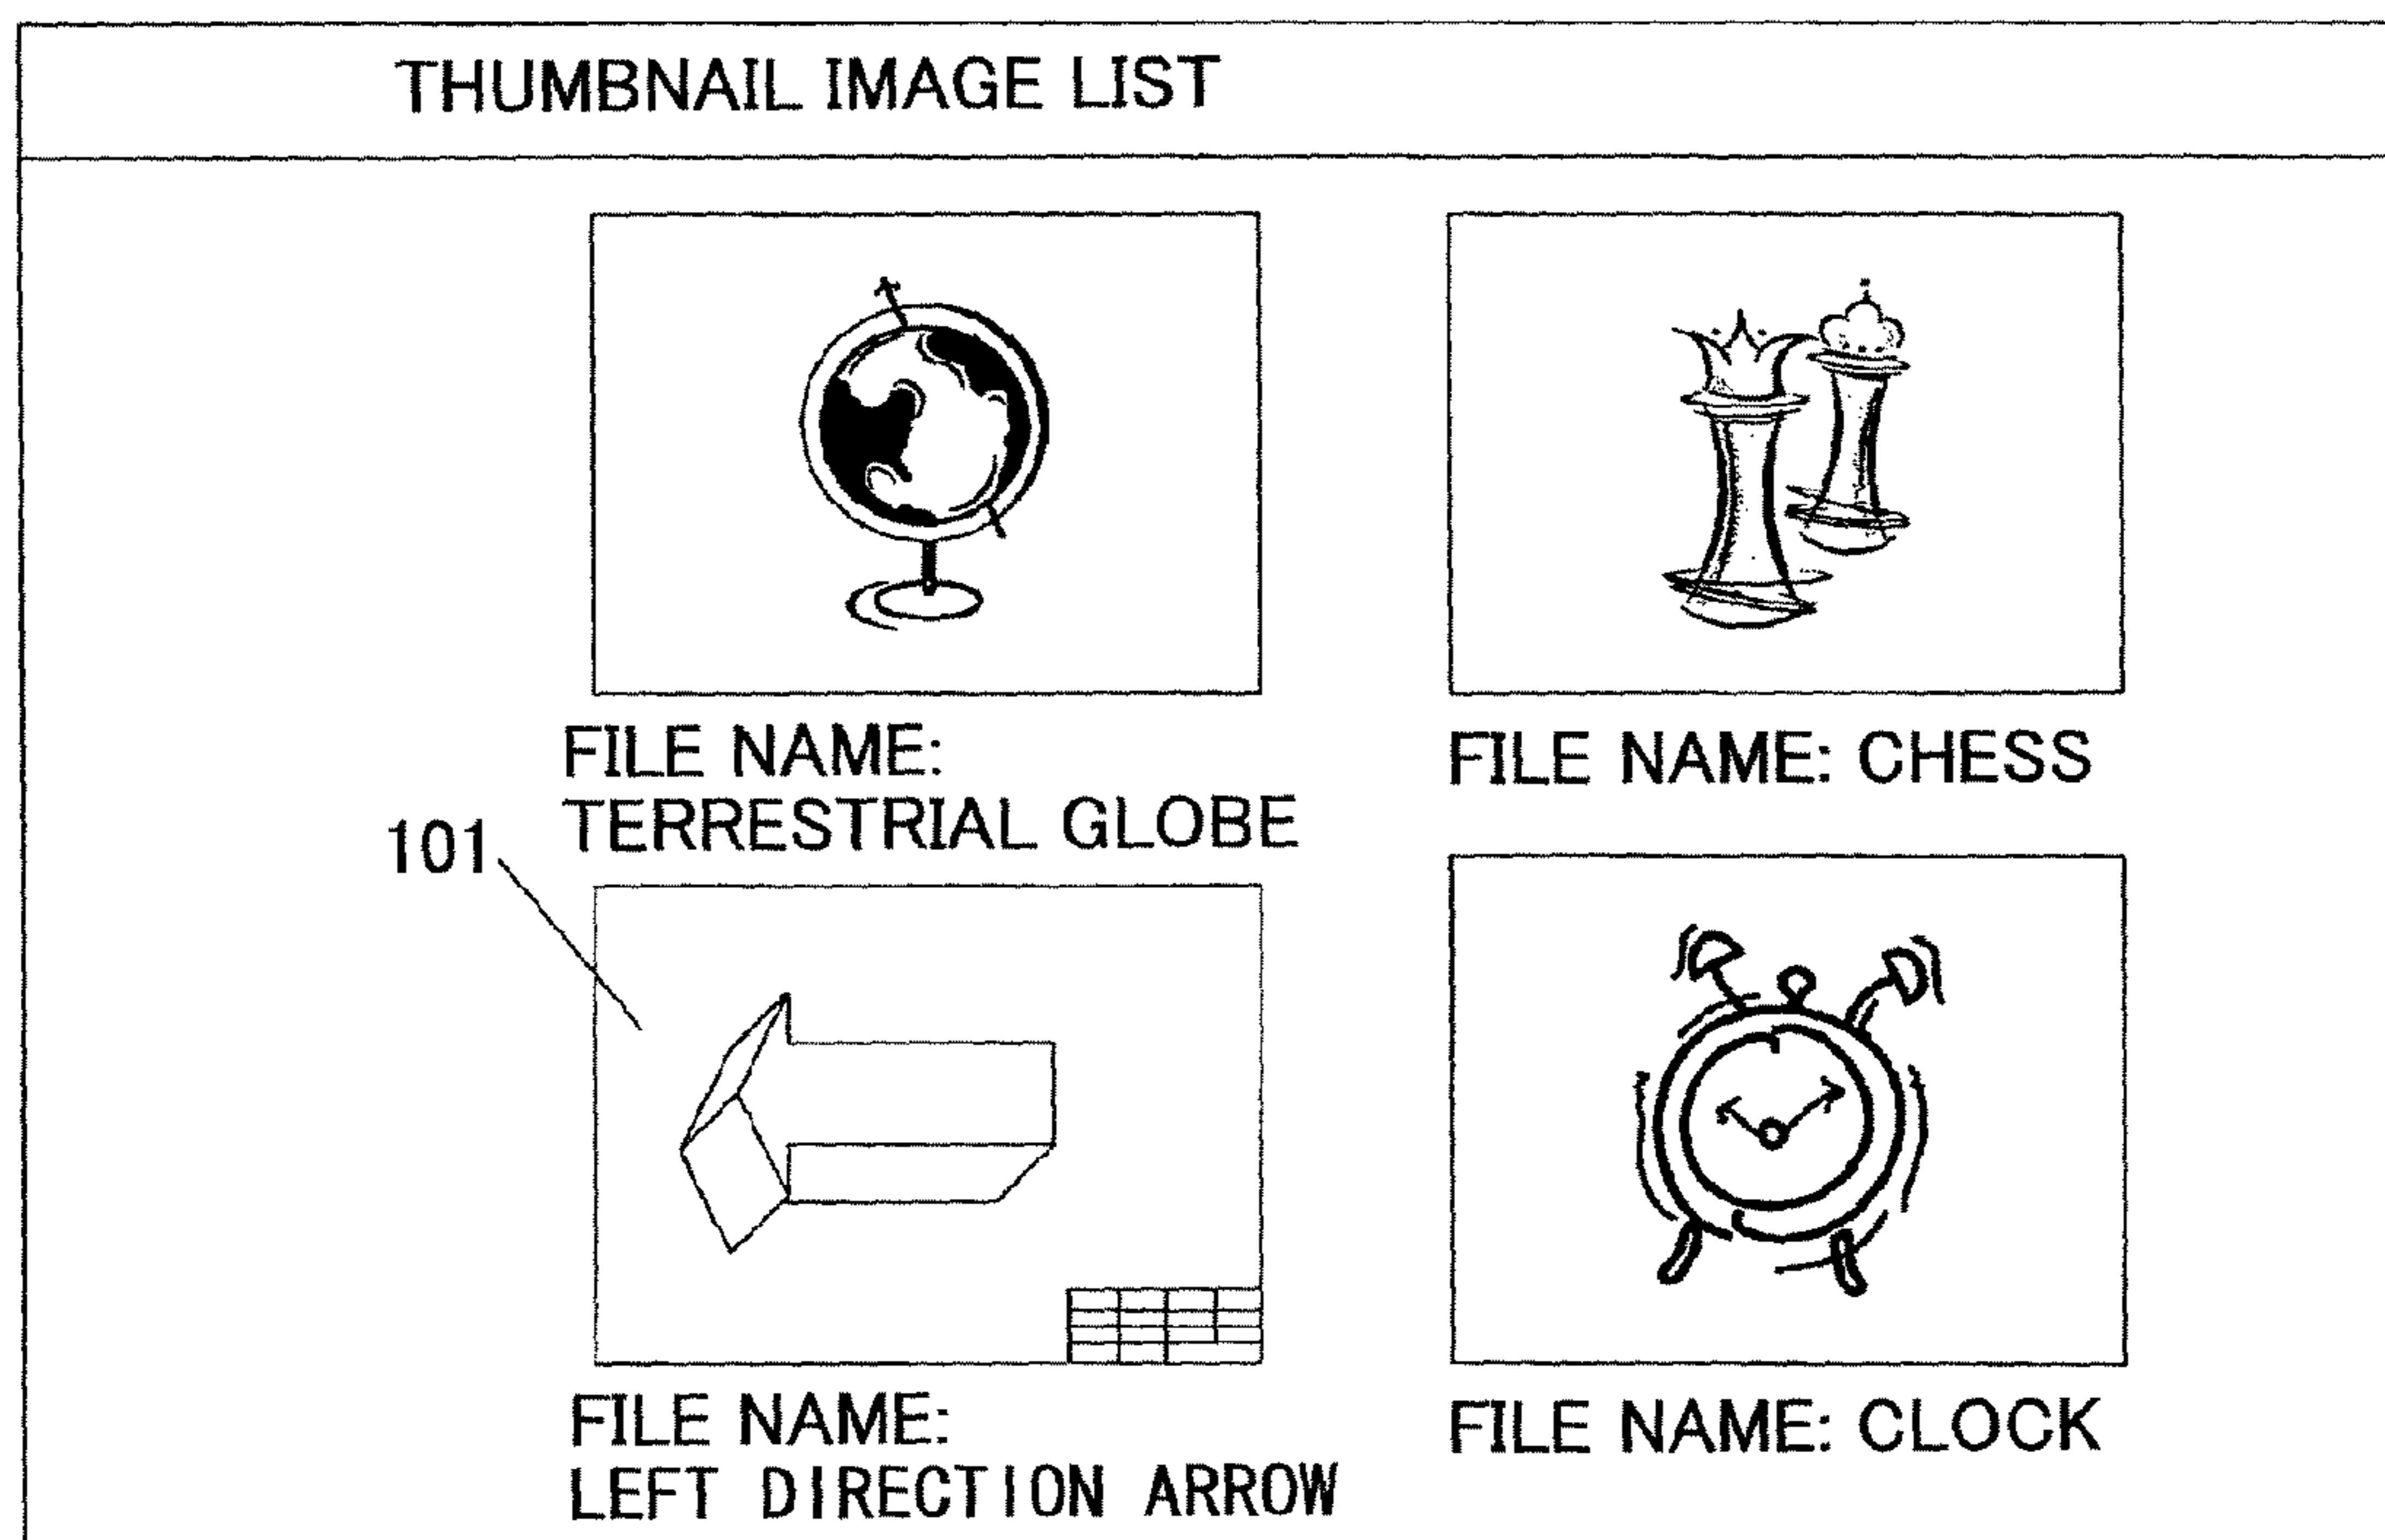 THUMBNAIL IMAGE LIST
FILE NAME:
TERRESTRIAL GLOBE
FILE NAME: CHESS
101
FILE NAME:
LEFT DIRECTION ARROW
FILE NAME: CLOCK